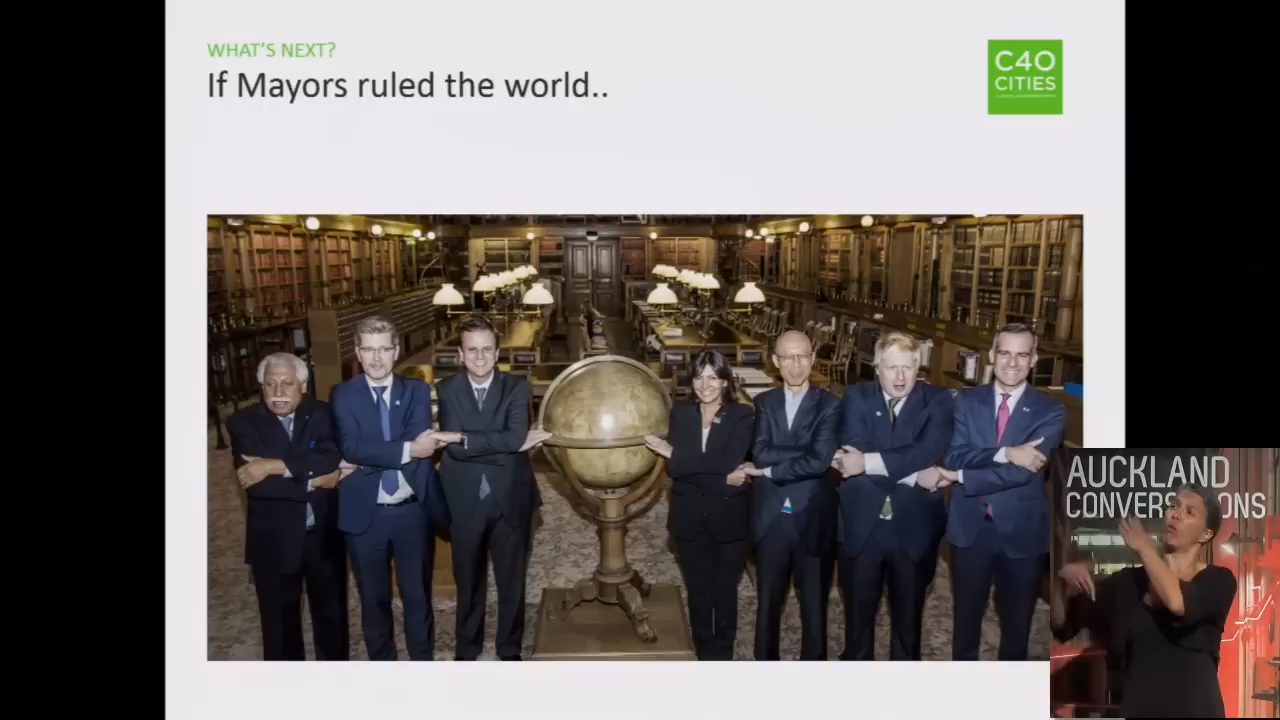 WHAT'S NEXT?
If Mayors ruled the world..
C40
CITIES
AUCKLAND
CONVERS ONS